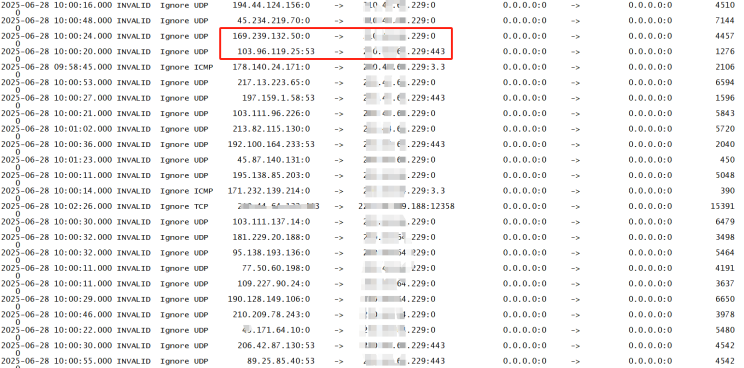 2025-06-28 10:00:16.000 INVALID Ignore UDP 194.44.124.156:0 -> .229:0 0.0.0.0:0 -> 0.0.0.0:0 4510
0
2025-06-28 10:00:48.000 INVALID Ignore UDP 45.234.219.70:0 -> .229:0 0.0.0.0:0 -> 0.0.0.0:0 7144
0
2025-06-28 10:00:24.000 INVALID Ignore UDP 169.239.132.50:0 -> .229:0 0.0.0.0:0 -> 0.0.0.0:0 4457
0
2025-06-28 10:00:20.000 INVALID Ignore UDP 103.96.119.25:53 -> .229:443 0.0.0.0:0 -> 0.0.0.0:0 1276
0
2025-06-28 09:58:45.000 INVALID Ignore ICMP 178.140.24.171:0 -> .229:3.3 0.0.0.0:0 -> 0.0.0.0:0 2106
0
2025-06-28 10:00:53.000 INVALID Ignore UDP 217.13.223.65:0 -> .229:0 0.0.0.0:0 -> 0.0.0.0:0 6594
0
2025-06-28 10:00:27.000 INVALID Ignore UDP 197.159.1.58:53 -> .229:443 0.0.0.0:0 -> 0.0.0.0:0 1596
0
2025-06-28 10:00:21.000 INVALID Ignore UDP 103.111.96.226:0 -> .229:0 0.0.0.0:0 -> 0.0.0.0:0 5843
0
2025-06-28 10:01:02.000 INVALID Ignore UDP 213.82.115.130:0 -> .229:0 0.0.0.0:0 -> 0.0.0.0:0 5720
0
2025-06-28 10:00:36.000 INVALID Ignore UDP 192.100.164.233:53 -> .229:443 0.0.0.0:0 -> 0.0.0.0:0 2040
0
2025-06-28 10:01:23.000 INVALID Ignore UDP 45.87.140.131:0 -> .229:0 0.0.0.0:0 -> 0.0.0.0:0 450
0
2025-06-28 10:00:11.000 INVALID Ignore UDP 195.138.85.203:0 -> .229:0 0.0.0.0:0 -> 0.0.0.0:0 5048
0
2025-06-28 10:00:14.000 INVALID Ignore ICMP 171.232.139.214:0 -> .229:3.3 0.0.0.0:0 -> 0.0.0.0:0 390
0
2025-06-28 10:02:26.000 INVALID Ignore TCP -> .188:12358 0.0.0.0:0 -> 0.0.0.0:0 15391
0
2025-06-28 10:00:30.000 INVALID Ignore UDP 103.111.137.14:0 -> .229:0 0.0.0.0:0 -> 0.0.0.0:0 6479
0
2025-06-28 10:00:32.000 INVALID Ignore UDP 181.229.20.188:0 -> .229:0 0.0.0.0:0 -> 0.0.0.0:0 3498
0
2025-06-28 10:00:32.000 INVALID Ignore UDP 95.138.193.136:0 -> .229:0 0.0.0.0:0 -> 0.0.0.0:0 5464
0
2025-06-28 10:00:11.000 INVALID Ignore UDP 77.50.60.198:0 -> .229:0 0.0.0.0:0 -> 0.0.0.0:0 4191
0
2025-06-28 10:00:11.000 INVALID Ignore UDP 109.227.90.24:0 -> .229:0 0.0.0.0:0 -> 0.0.0.0:0 3637
0
2025-06-28 10:00:29.000 INVALID Ignore UDP 190.128.149.106:0 -> .229:0 0.0.0.0:0 -> 0.0.0.0:0 6650
0
2025-06-28 10:00:46.000 INVALID Ignore UDP 210.209.78.243:0 -> .229:0 0.0.0.0:0 -> 0.0.0.0:0 3978
0
2025-06-28 10:00:22.000 INVALID Ignore UDP .171.64.10:0 -> .229:0 0.0.0.0:0 -> 0.0.0.0:0 5480
0
2025-06-28 10:00:30.000 INVALID Ignore UDP 206.42.87.130:53 -> .229:443 0.0.0.0:0 -> 0.0.0.0:0 4542
0
2025-06-28 10:00:55.000 INVALID Ignore UDP 89.25.85.40:53 -> .229:443 0.0.0.0:0 -> 0.0.0.0:0 4542